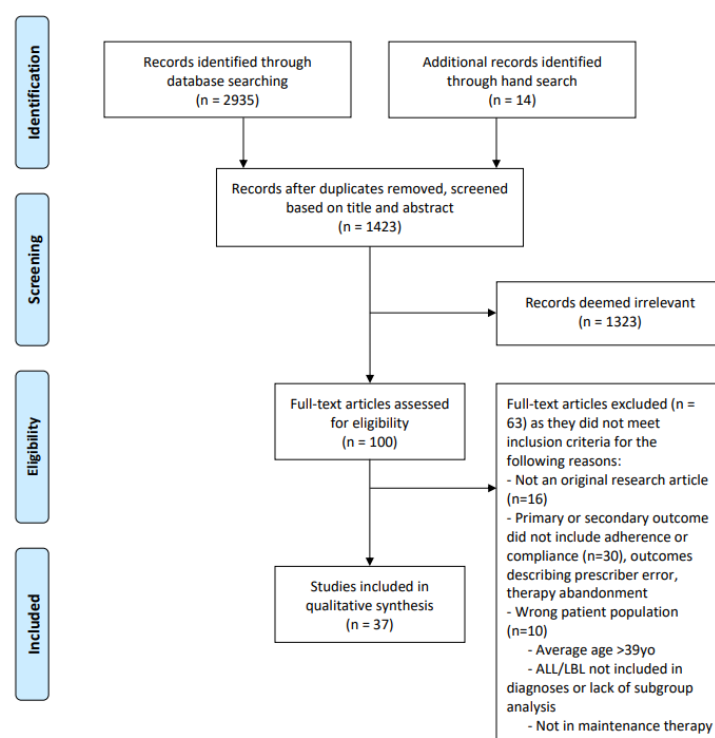 Identification
Records identified through
database searching
(n = 2935)
Additional records identified
through hand search
(n = 14)
Records after duplicates removed, screened
based on title and abstract
(n = 1423)
Screening
Records deemed irrelevant
(n = 1323)
Eligibility
Full-text articles assessed
for eligibility
(n = 100)
Full-text articles excluded (n =
63) as they did not meet
inclusion criteria for the
following reasons:
- Not an original research article
(n=16)
- Primary or secondary outcome
did not include adherence or
compliance (n=30), outcomes
describing prescriber error,
therapy abandonment
- Wrong patient population
(n=10)
- Average age >39yo
- ALL/LBL not included in
diagnoses or lack of subgroup
analysis
- Not in maintenance therapy
Included
Studies included in
qualitative synthesis
(n = 37)